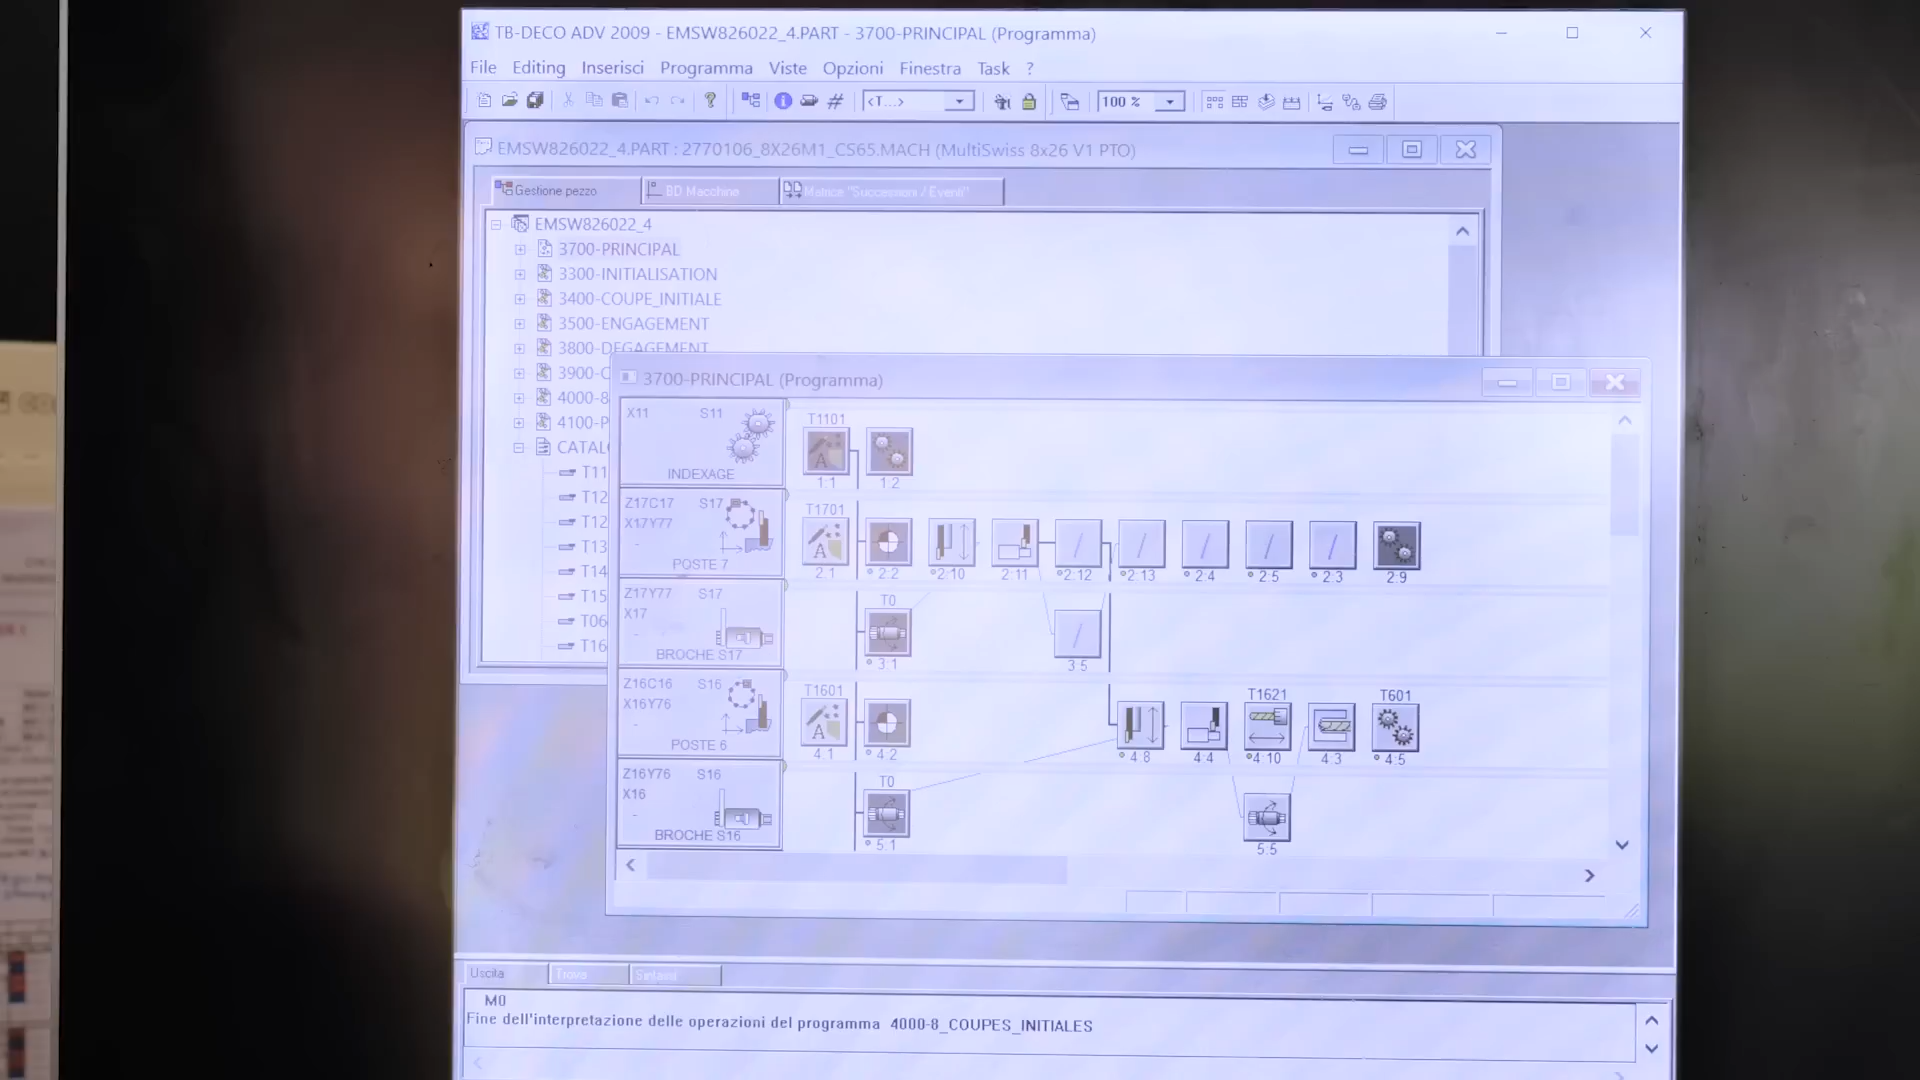 TB-DECO ADV 2009 - EMSW826022_4.PART - 3700-PRINCIPAL (Programma)
File Editing Inserisci Programma Viste Opzioni Finestra Task ?
<T...> 100 %
EMSW826022_4.PART : 2770106_8X26M1_CS65.MACH (MultiSwiss 8x26 V1 PTO)
Gestione pezzo BD Macchina Matrice "Successioni / Eventi"
EMSW826022_4
3700-PRINCIPAL
3300-INITIALISATION
3400-COUPE_INITIALE
3500-ENGAGEMENT
3800-DEGAGEMENT
3900-C
4000-8
4100-P
CATAL
T11
T12
T12
T13
T14
T15
T06
T16
3700-PRINCIPAL (Programma)
X11 S11
INDEXAGE
T1101
1:1 1:2
Z17C17 S17
X17Y77
-
POSTE 7
T1701
2:1 2:2 2:10 2:11 2:12 2:13 2:4 2:5 2:3 2:9
Z17Y77 S17
X17
-
BROCHE S17
T0
3:1 3:5
Z16C16 S16
X16Y76
-
POSTE 6
T1601 T1621 T601
4:1 4:2 4:8 4:4 4:10 4:3 4:5
Z16Y76 S16
X16
-
BROCHE S16
T0
5:1 5:5
Uscita Trova Sintassi
M0
Fine dell'interpretazione delle operazioni del programma 4000-8_COUPES_INITIALES